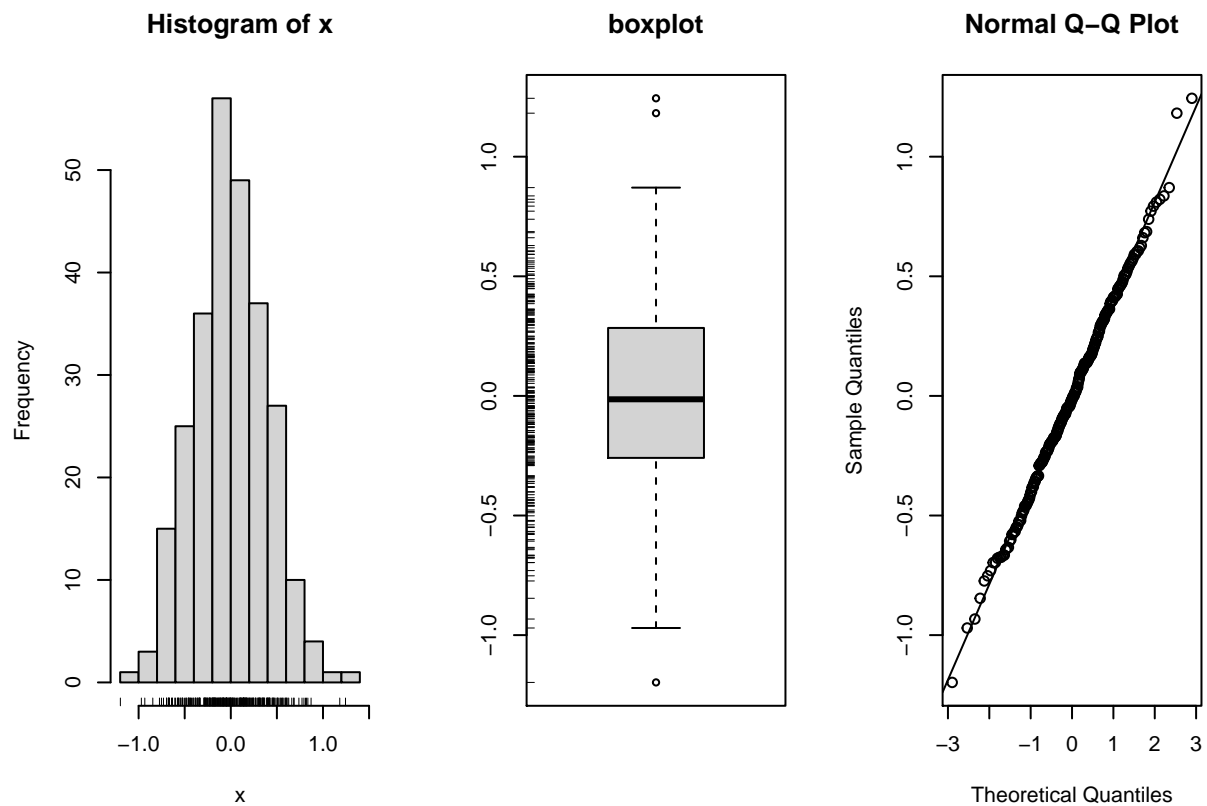 Histogram of x
Frequency
0
10
20
30
40
50
−1.0 0.0 1.0
x
boxplot
−1.0
−0.5
0.0
0.5
1.0
Normal Q−Q Plot
Sample Quantiles
−1.0
−0.5
0.0
0.5
1.0
−3 −2 −1 0 1 2 3
Theoretical Quantiles